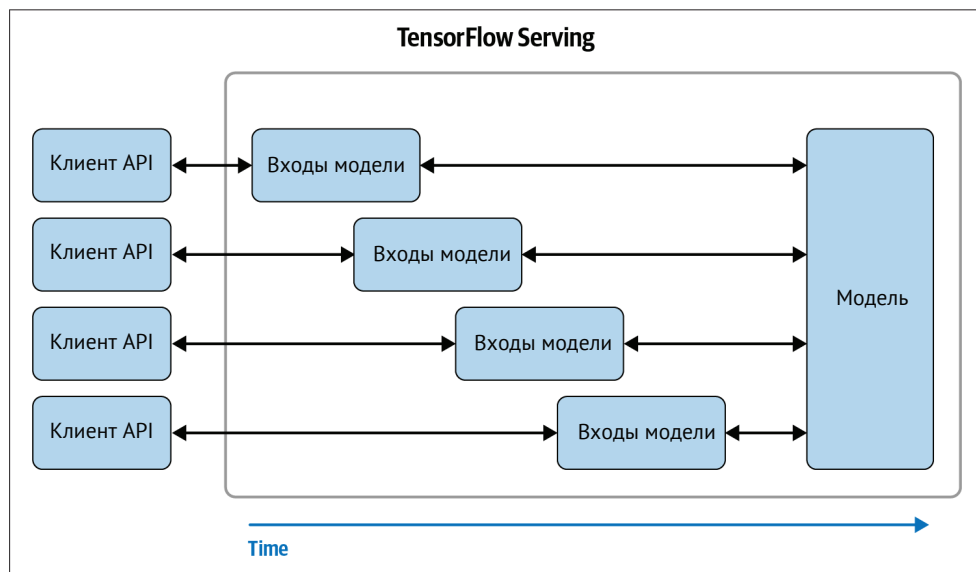 TensorFlow Serving
Клиент API
Входы модели
Клиент API
Входы модели
Модель
Клиент API
Входы модели
Клиент API
Входы модели
Time